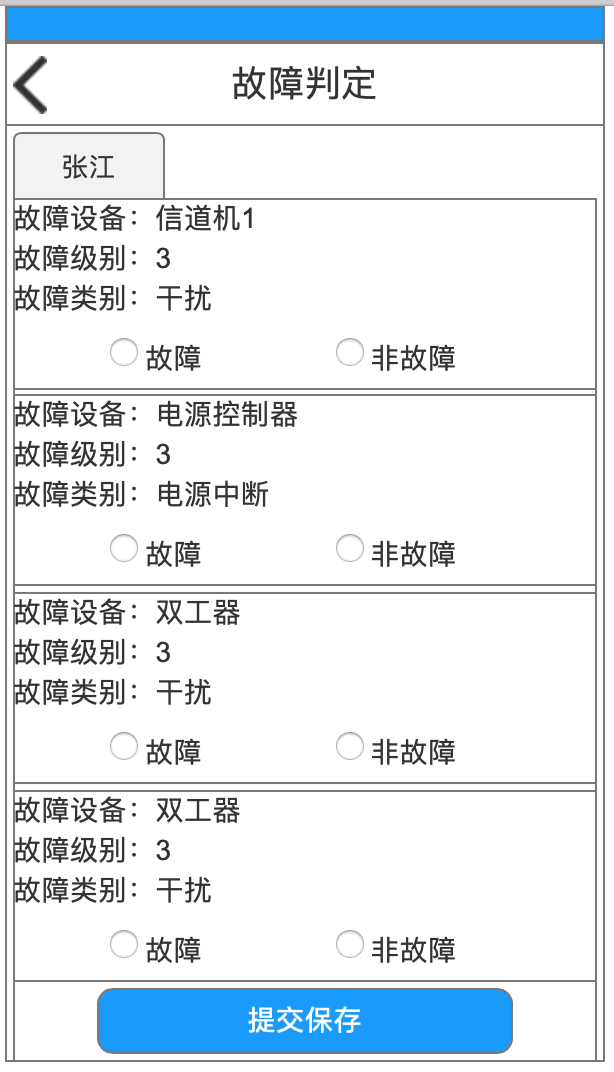 故障判定
张江
故障设备：信道机1
故障级别：3
故障类别：干扰
故障 非故障
故障设备：电源控制器
故障级别：3
故障类别：电源中断
故障 非故障
故障设备：双工器
故障级别：3
故障类别：干扰
故障 非故障
故障设备：双工器
故障级别：3
故障类别：干扰
故障 非故障
提交保存